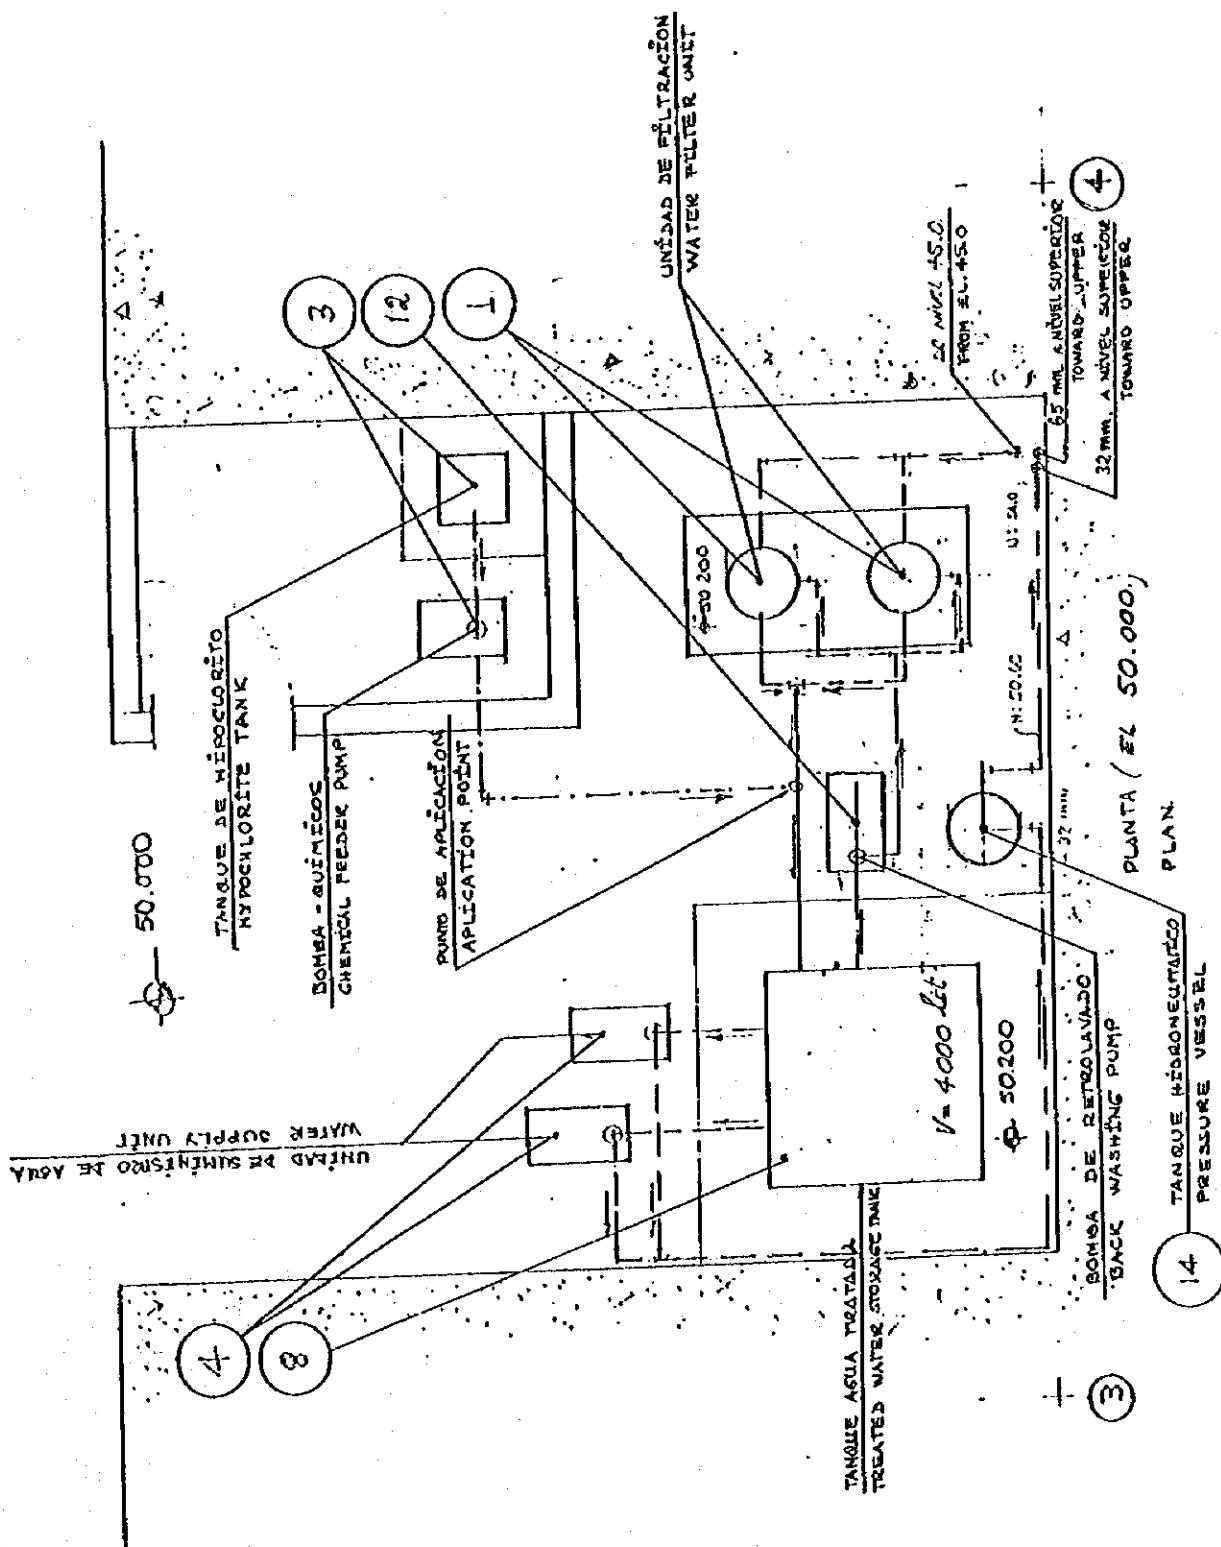 50.000
TANQUE DE HIPOCLORITO
HYPOCHLORITE TANK
BOMBA - QUIMICOS
CHEMICAL FEEDER PUMP
PUNTO DE APLICACION
APLICATION POINT
3
12
1
UNIDAD DE FILTRACION
WATER FILTER UNIT
NIVEL 45.0
FROM EL. 45.0
65 mm. A NIVEL SUPERIOR
TOWARD UPPER
32 mm. A NIVEL SUPERIOR
TOWARD UPPER
4
50 200
N: 50.60
32 mm
UNIDAD DE SUMINISTRO DE AGUA
WATER SUPPLY UNIT
4
8
V= 4000 lit
50.200
TANQUE AGUA TRATADA
TREATED WATER STORAGE TANK
BOMBA DE RETROLAVADO
BACK WASHING PUMP
TANQUE HIDRONEUMATICO
PRESSURE VESSEL
14
3
PLANTA ( EL 50.000)
PLAN.